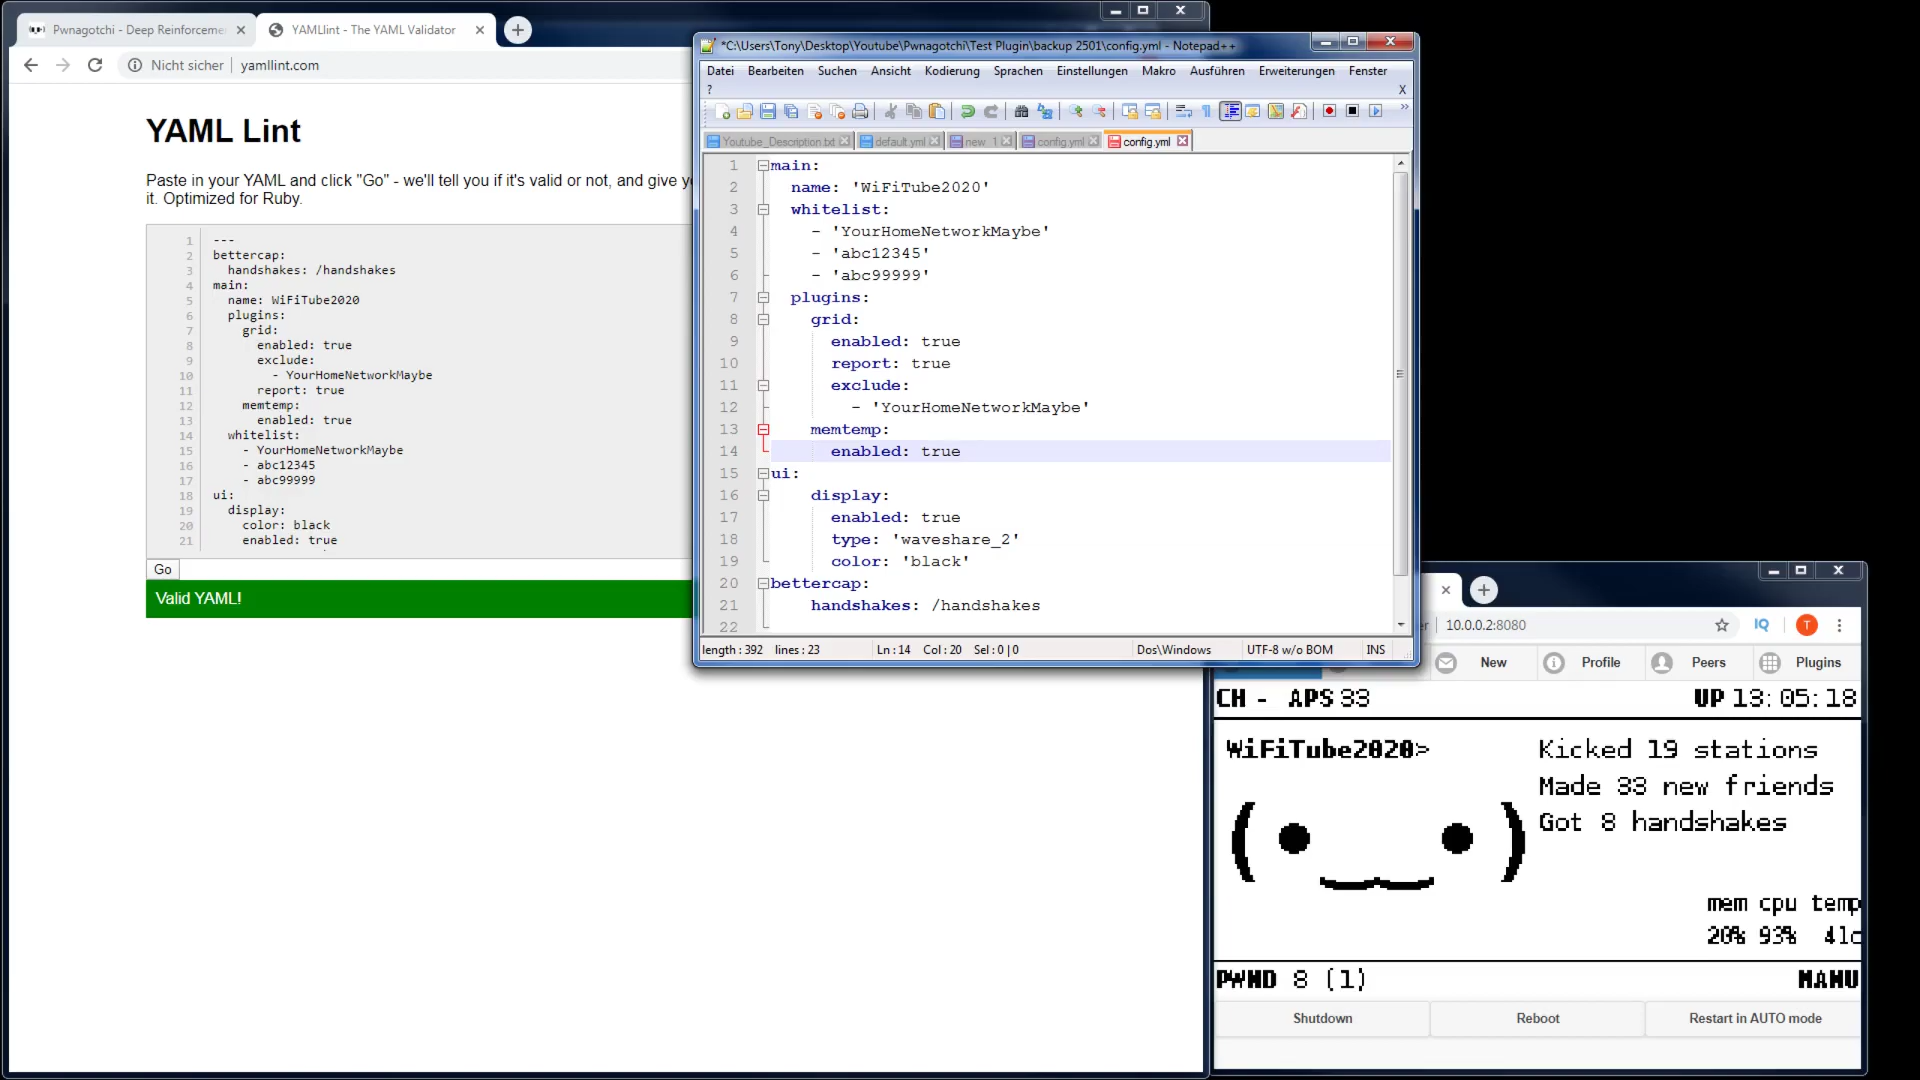 Pwnagotchi - Deep Reinforceme
YAMLlint - The YAML Validator
Nicht sicher
yamllint.com
YAML Lint
Paste in your YAML and click "Go" - we'll tell you if it's valid or not, and give y
it. Optimized for Ruby.
1 ---
2 bettercap:
3 handshakes: /handshakes
4 main:
5 name: WiFiTube2020
6 plugins:
7 grid:
8 enabled: true
9 exclude:
10 - YourHomeNetworkMaybe
11 report: true
12 memtemp:
13 enabled: true
14 whitelist:
15 - YourHomeNetworkMaybe
16 - abc12345
17 - abc99999
18 ui:
19 display:
20 color: black
21 enabled: true
Go
Valid YAML!
*C:\Users\Tony\Desktop\Youtube\Pwnagotchi\Test Plugin\backup 2501\config.yml - Notepad++
Datei Bearbeiten Suchen Ansicht Kodierung Sprachen Einstellungen Makro Ausführen Erweiterungen Fenster
? X
Youtube_Description.txt default.yml new 1 config.yml config.yml
1 main:
2 name: 'WiFiTube2020'
3 whitelist:
4 - 'YourHomeNetworkMaybe'
5 - 'abc12345'
6 - 'abc99999'
7 plugins:
8 grid:
9 enabled: true
10 report: true
11 exclude:
12 - 'YourHomeNetworkMaybe'
13 memtemp:
14 enabled: true
15 ui:
16 display:
17 enabled: true
18 type: 'waveshare_2'
19 color: 'black'
20 bettercap:
21 handshakes: /handshakes
22
length : 392 lines : 23 Ln : 14 Col : 20 Sel : 0 | 0 Dos\Windows UTF-8 w/o BOM INS
er 10.0.0.2:8080 IQ T
New Profile Peers Plugins
CH - APS 33 UP 13:05:18
WiFiTube2020>
Kicked 19 stations
Made 33 new friends
Got 8 handshakes
mem cpu temp
20% 93% 41c
PWND 8 (1) MANU
Shutdown Reboot Restart in AUTO mode